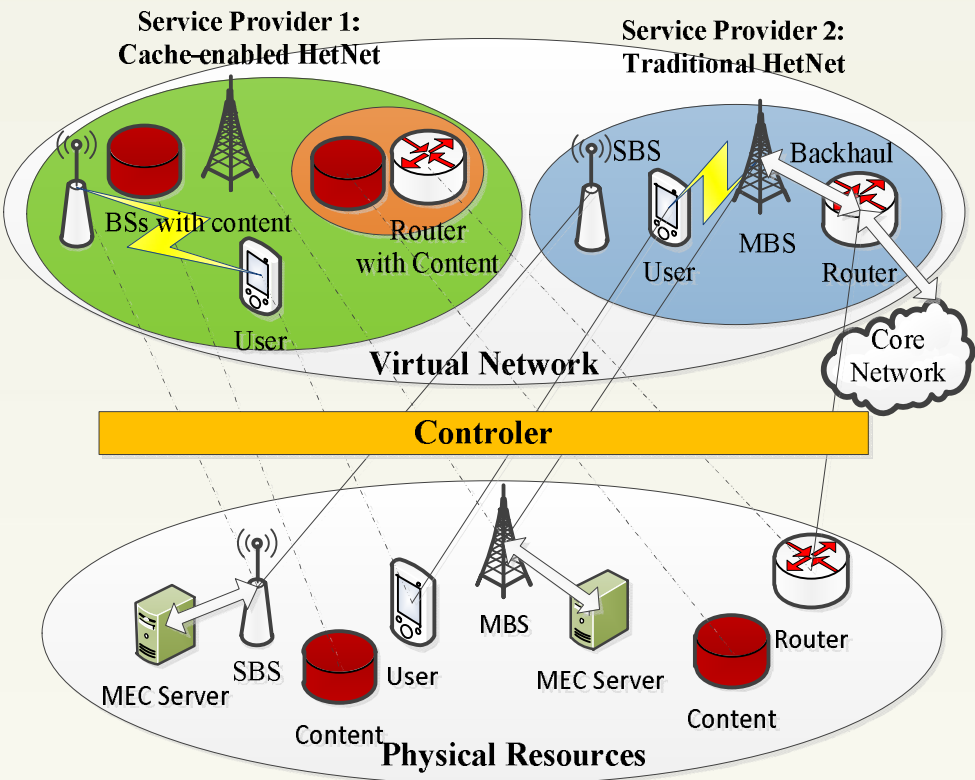 Service Provider 1:
Cache-enabled HetNet
Service Provider 2:
Traditional HetNet
SBS
Backhaul
BSs with content
Router
with Content
User
User
MBS
Router
Virtual Network
Core
Network
Controler
MEC Server
SBS
Content
User
MBS
MEC Server
Content
Router
Physical Resources